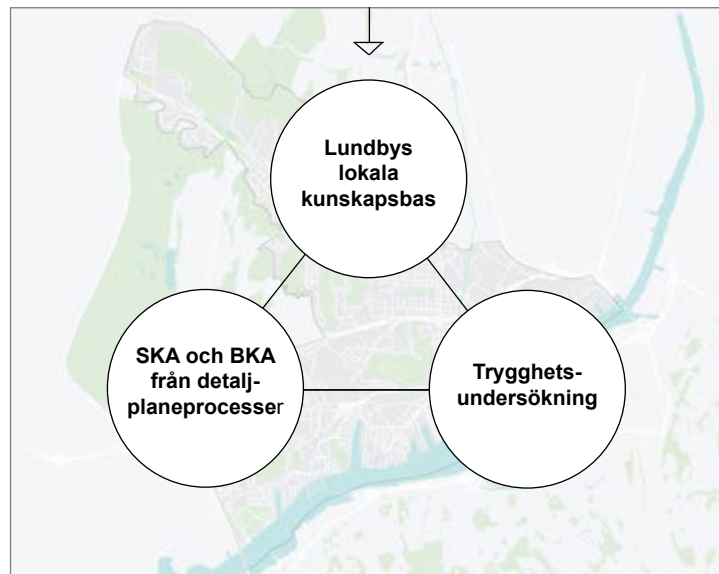 Lundbys
lokala
kunskapsbas
SKA och BKA
från detalj-
planeprocesser
Trygghets-
undersökning